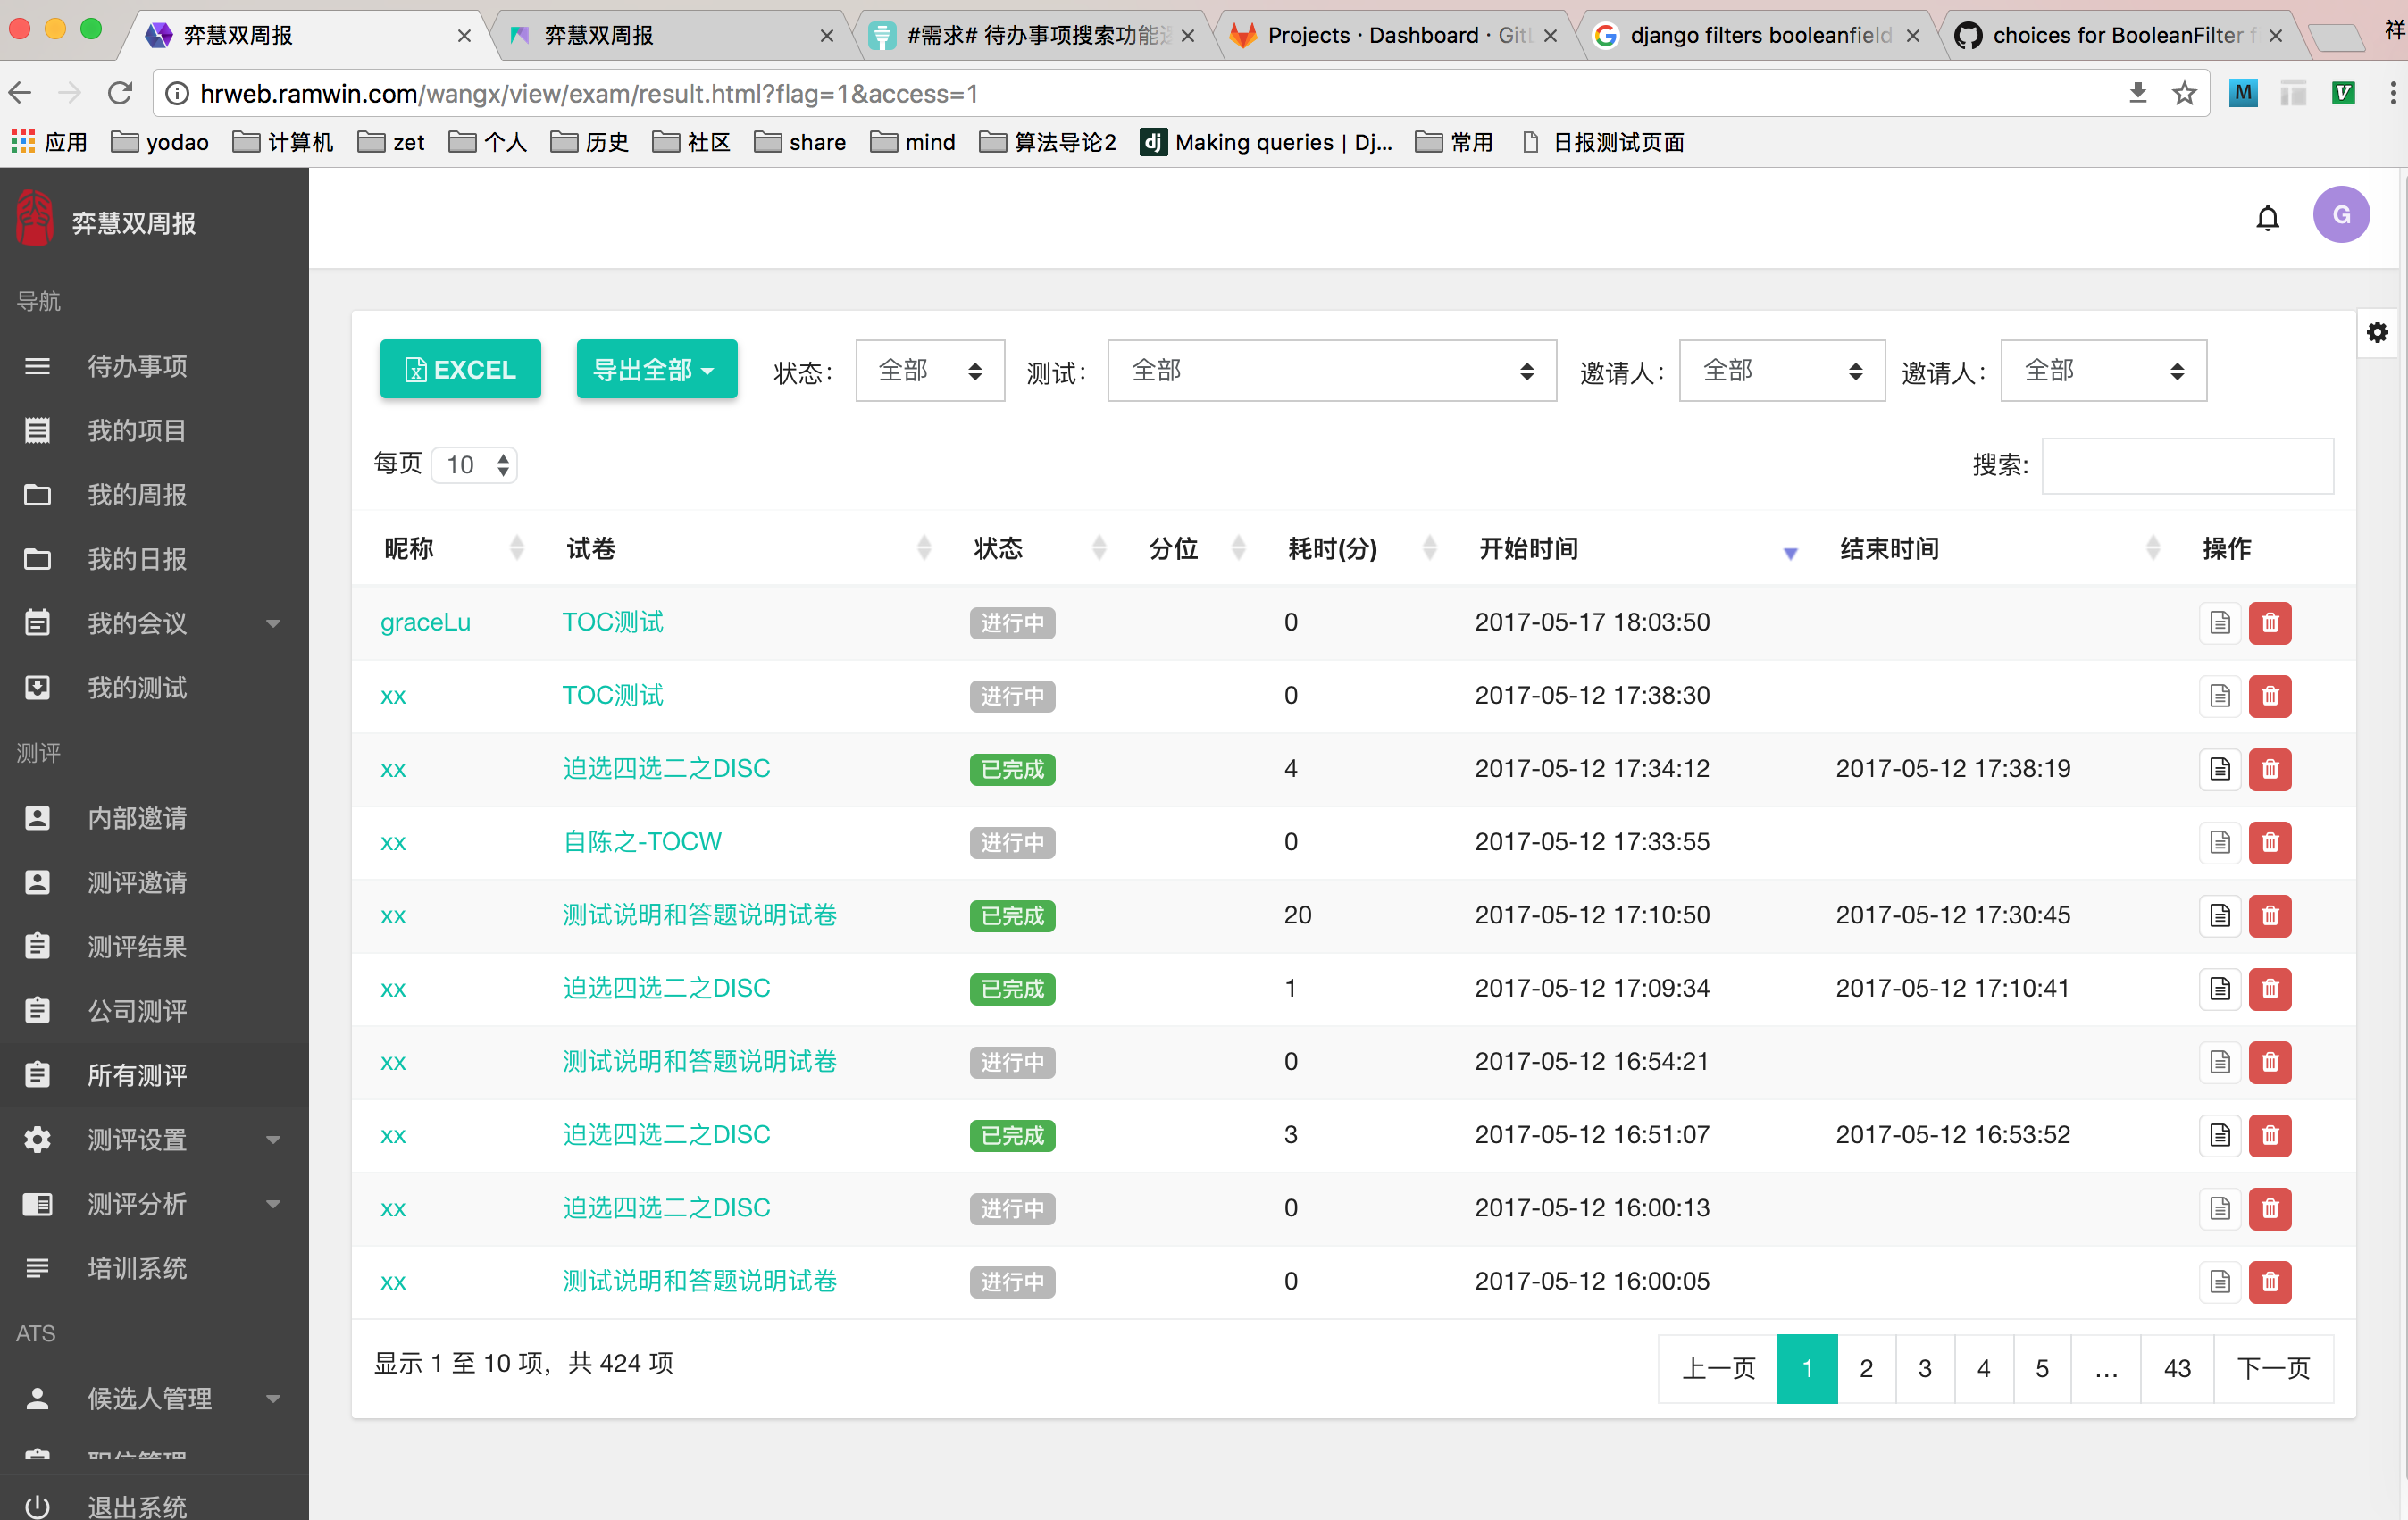 弈慧双周报
弈慧双周报
#需求# 待办事项搜索功能
Projects · Dashboard · GitL
django filters booleanfield
choices for BooleanFilter f
祥
hrweb.ramwin.com/wangx/view/exam/result.html?flag=1&access=1
应用 yodao 计算机 zet 个人 历史 社区 share mind 算法导论2 Making queries | Dj... 常用 日报测试页面
弈慧双周报
G
导航
待办事项
我的项目
我的周报
我的日报
我的会议
我的测试
测评
内部邀请
测评邀请
测评结果
公司测评
所有测评
测评设置
测评分析
培训系统
ATS
候选人管理
退出系统
EXCEL 导出全部 状态: 全部 测试: 全部 邀请人: 全部 邀请人: 全部
每页 10 搜索:
昵称 试卷 状态 分位 耗时(分) 开始时间 结束时间 操作
graceLu TOC测试 进行中 0 2017-05-17 18:03:50
xx TOC测试 进行中 0 2017-05-12 17:38:30
xx 迫选四选二之DISC 已完成 4 2017-05-12 17:34:12 2017-05-12 17:38:19
xx 自陈之-TOCW 进行中 0 2017-05-12 17:33:55
xx 测试说明和答题说明试卷 已完成 20 2017-05-12 17:10:50 2017-05-12 17:30:45
xx 迫选四选二之DISC 已完成 1 2017-05-12 17:09:34 2017-05-12 17:10:41
xx 测试说明和答题说明试卷 进行中 0 2017-05-12 16:54:21
xx 迫选四选二之DISC 已完成 3 2017-05-12 16:51:07 2017-05-12 16:53:52
xx 迫选四选二之DISC 进行中 0 2017-05-12 16:00:13
xx 测试说明和答题说明试卷 进行中 0 2017-05-12 16:00:05
显示 1 至 10 项，共 424 项
上一页 1 2 3 4 5 … 43 下一页